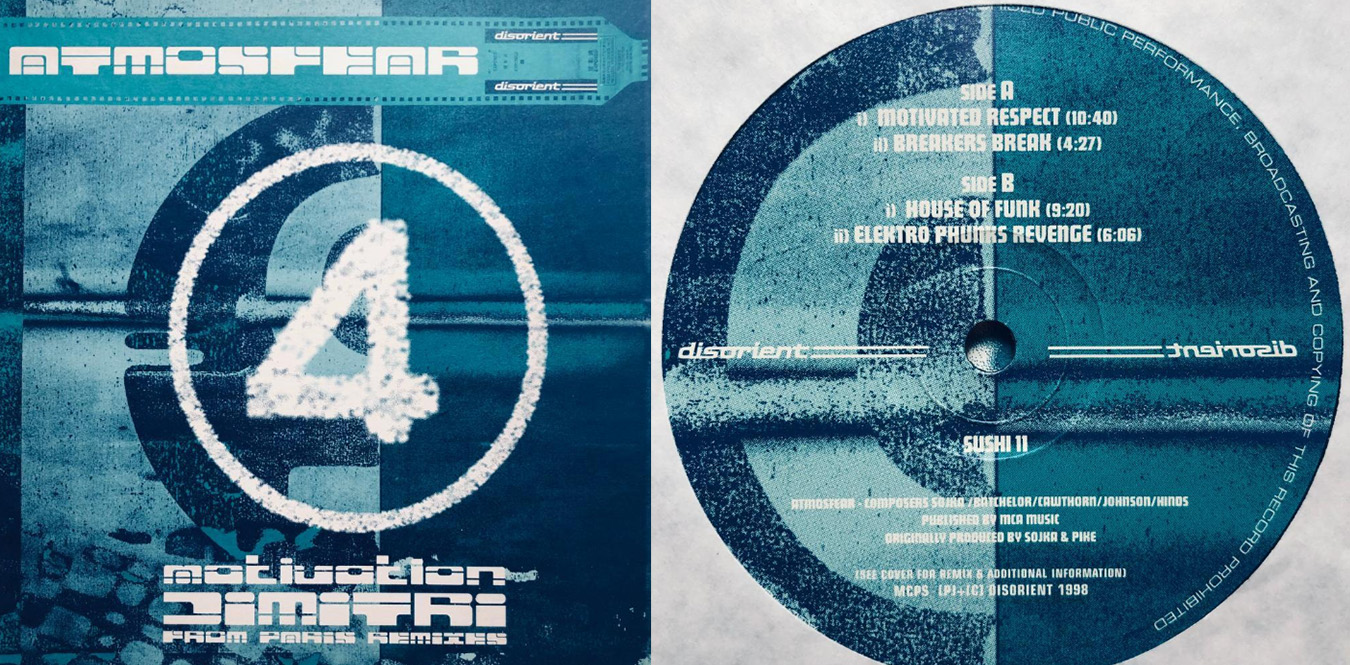 ATMOSFEAR
disorient
disorient
4
motivation
DIMITRI
FROM PARIS REMIXES
SIDE A
i) MOTIVATED RESPECT (10:40)
ii) BREAKERS BREAK (4:27)
SIDE B
i) HOUSE OF FUNK (9:20)
ii) ELEKTRO PHUNKS REVENGE (6:06)
disorient
disorient
SUSHI 11
ATMOSFEAR - COMPOSERS SOJKA /BATCHELOR/CAWTHORN/JOHNSON/HINDS
PUBLISHED BY MCA MUSIC
ORIGINALLY PRODUCED BY SOJKA & PIKE
(SEE COVER FOR REMIX & ADDITIONAL INFORMATION)
MCPS (P)+(C) DISORIENT 1998
PUBLIC PERFORMANCE, BROADCASTING AND COPYING OF THIS RECORD PROHIBITED